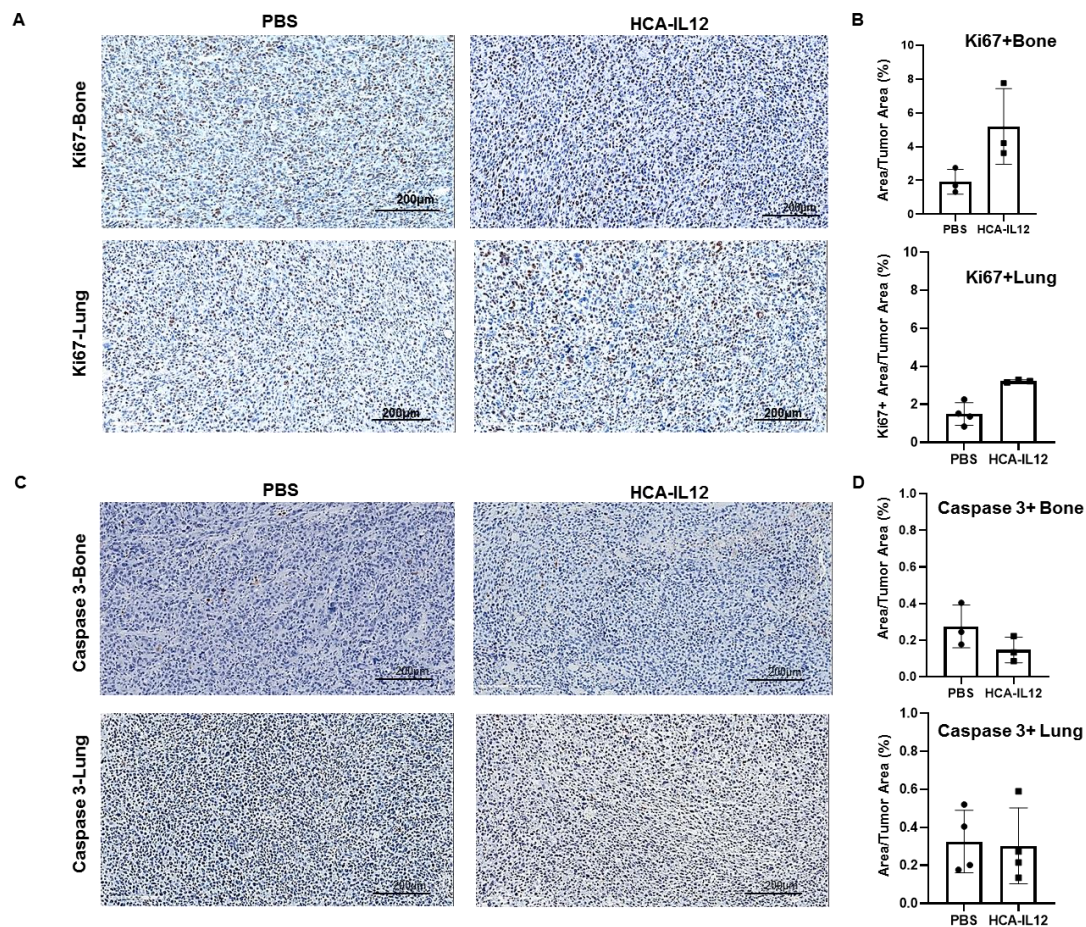 A
PBS
HCA-IL12
Ki67-Bone
200µm
200µm
Ki67-Lung
200µm
200µm
B
Ki67+Bone
Area/Tumor Area (%)
10
8
6
4
2
0
PBS
HCA-IL12
Ki67+Lung
Ki67+ Area/Tumor Area (%)
10
8
6
4
2
0
PBS
HCA-IL12
C
PBS
HCA-IL12
Caspase 3-Bone
200µm
200µm
Caspase 3-Lung
200µm
200µm
D
Caspase 3+ Bone
Area/Tumor Area (%)
1.0
0.8
0.6
0.4
0.2
0.0
PBS
HCA-IL12
Caspase 3+ Lung
Area/Tumor Area (%)
1.0
0.8
0.6
0.4
0.2
0.0
PBS
HCA-IL12